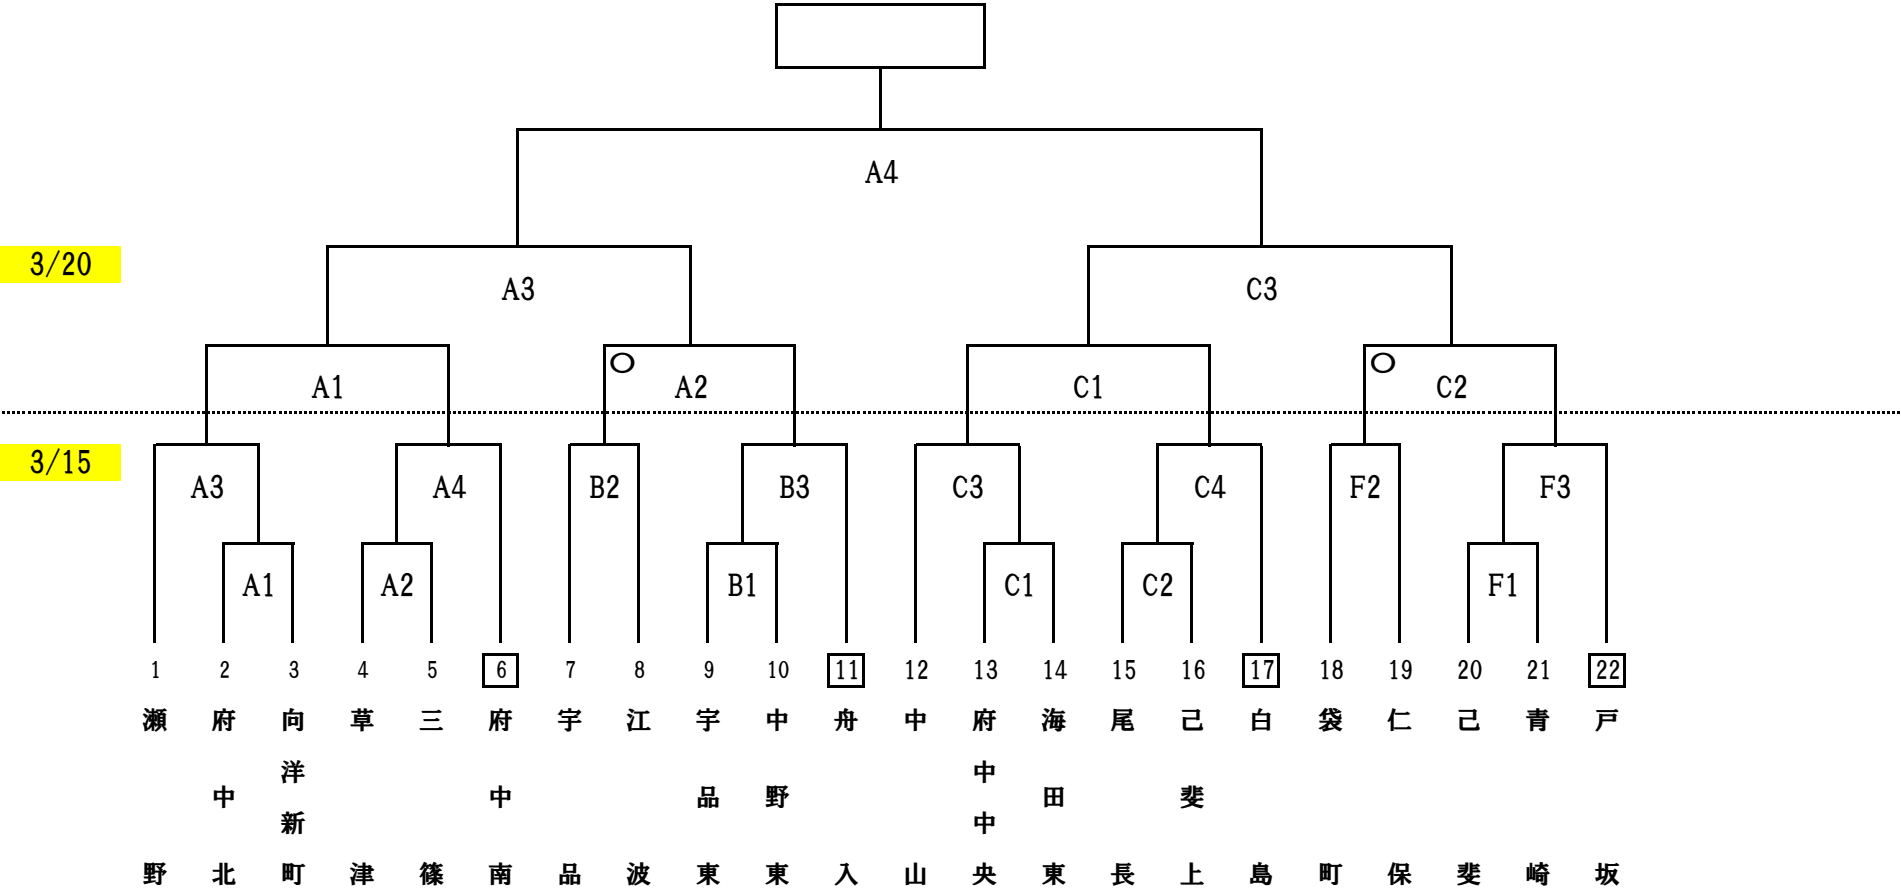 A4
3/20
A3 C3
A1 ○ A2 C1 ○ C2
3/15
A3 A4 B2 B3 C3 C4 F2 F3
A1 A2 B1 C1 C2 F1
1 2 3 4 5 6 7 8 9 10 11 12 13 14 15 16 17 18 19 20 21 22
瀬野
府中北
向洋新町
草津
三篠
府中南
宇品
江波
宇品東
中野東
舟入
中山
府中中央
海田東
尾長
己斐上
白島
袋町
仁保
己斐
青崎
戸坂